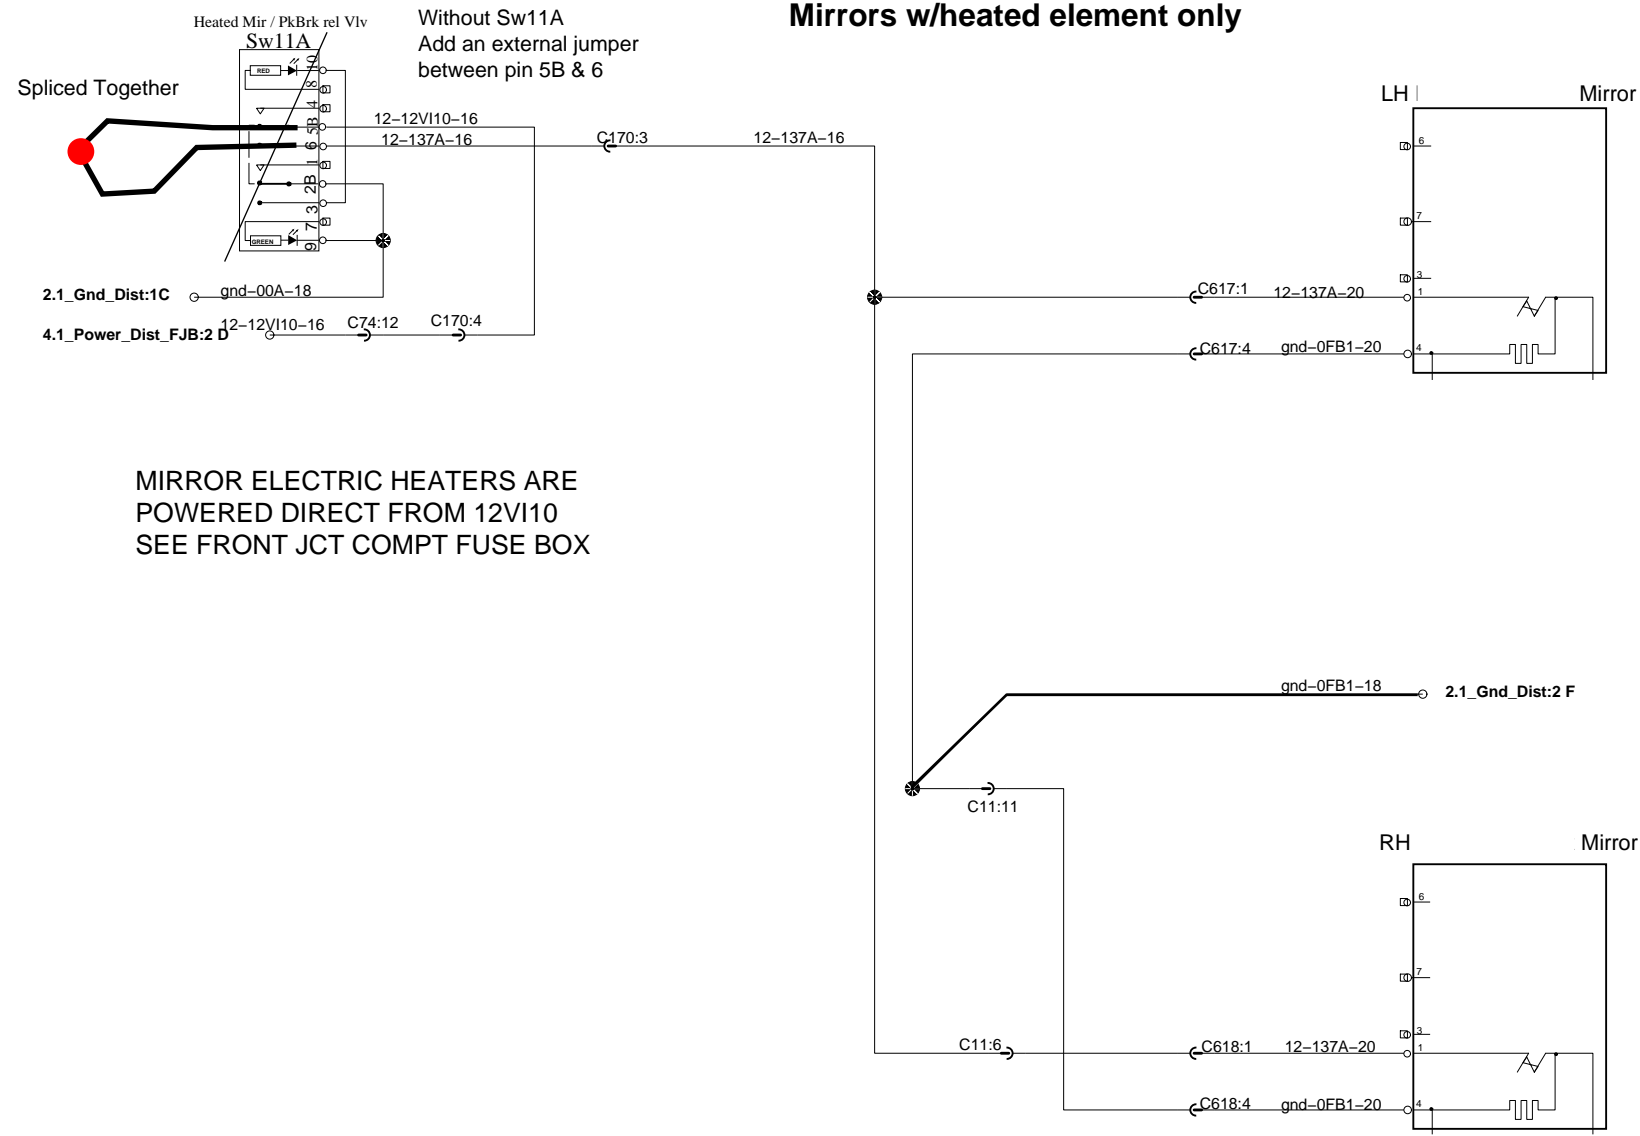 Mirrors w/heated element only
Heated Mir / PkBrk rel Vlv
Sw11A
Without Sw11A
Add an external jumper
between pin 5B & 6
Spliced Together
RED
10
8
4
5B
6
1
2B
3
7
9
GREEN
12-12VI10-16
12-137A-16
C170:3
12-137A-16
2.1_Gnd_Dist:1C
gnd-00A-18
4.1_Power_Dist_FJB:2 D
12-12VI10-16
C74:12
C170:4
MIRROR ELECTRIC HEATERS ARE
POWERED DIRECT FROM 12VI10
SEE FRONT JCT COMPT FUSE BOX
LH
Mirror
6
7
3
C617:1
12-137A-20
1
C617:4
gnd-0FB1-20
4
gnd-0FB1-18
2.1_Gnd_Dist:2 F
C11:11
RH
Mirror
6
7
3
C11:6
C618:1
12-137A-20
1
C618:4
gnd-0FB1-20
4